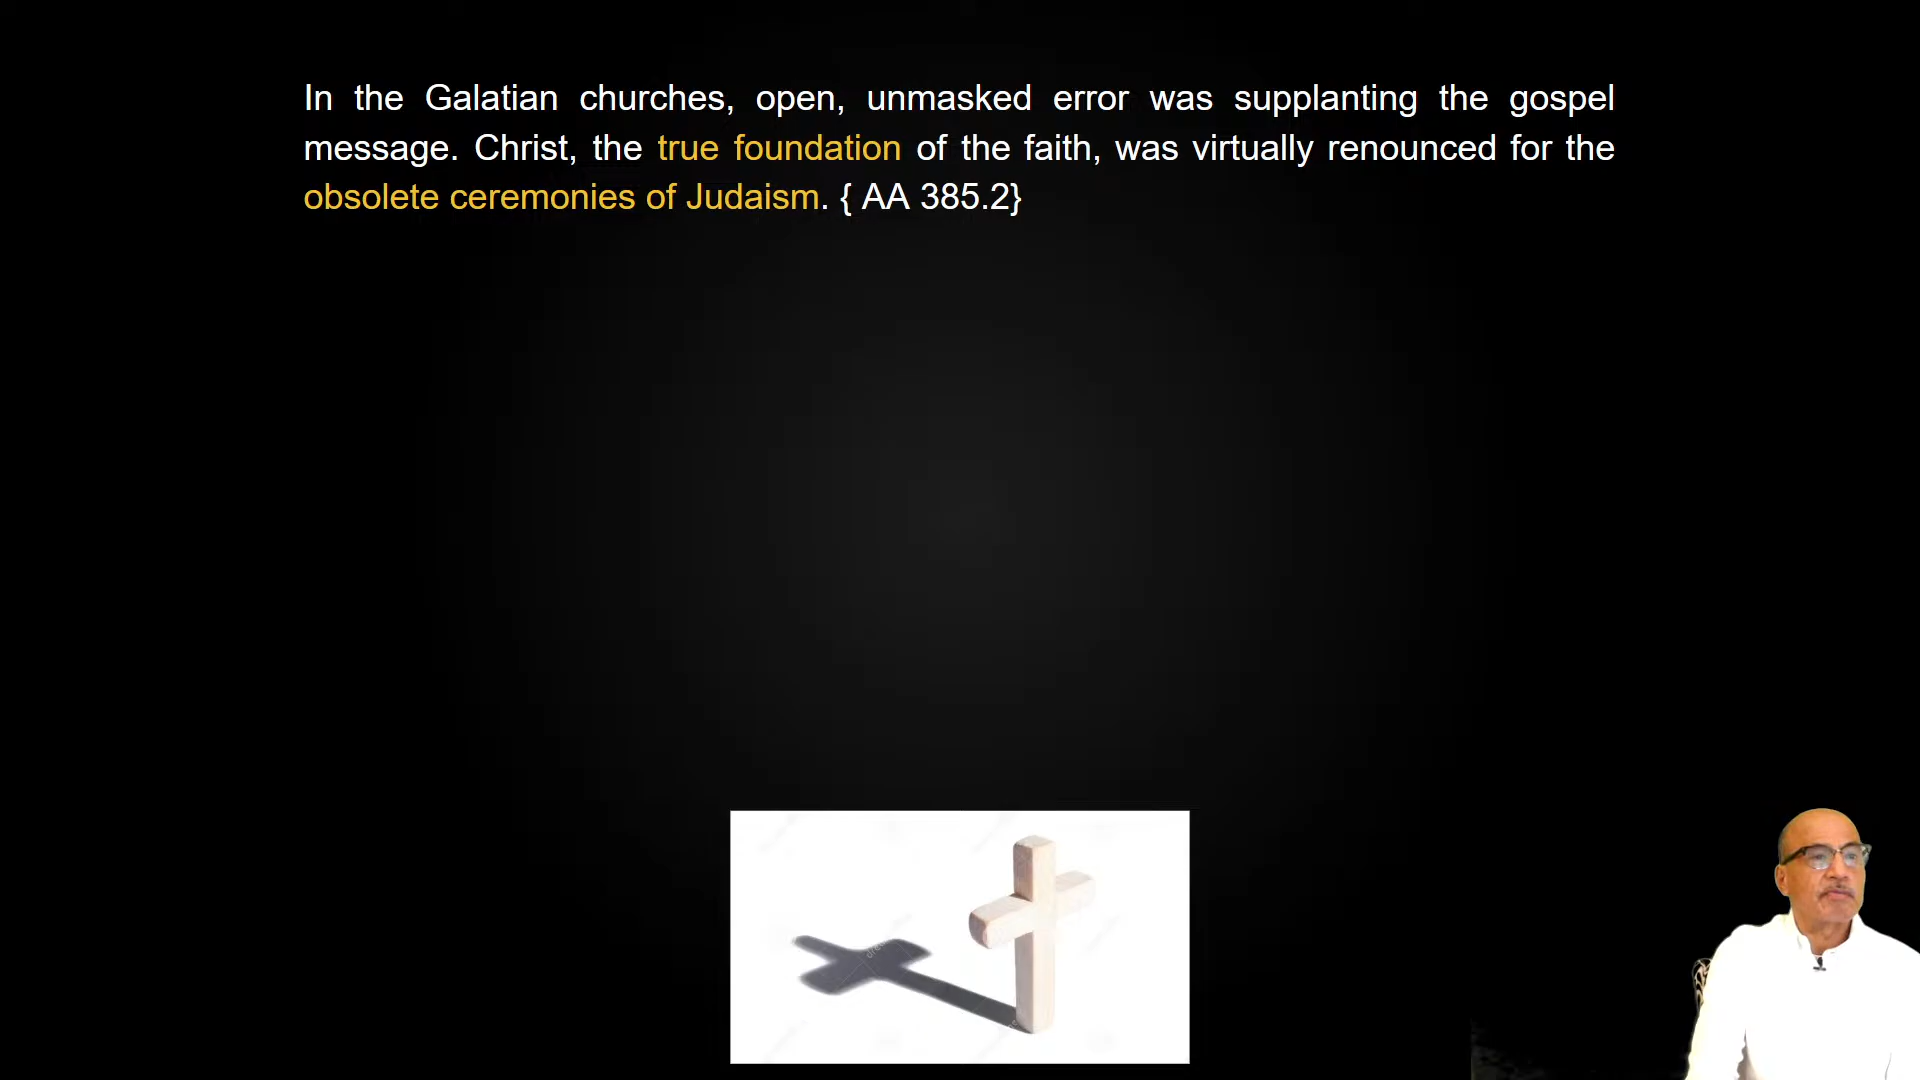 In the Galatian churches, open, unmasked error was supplanting the gospel
message. Christ, the true foundation of the faith, was virtually renounced for the
obsolete ceremonies of Judaism. { AA 385.2}